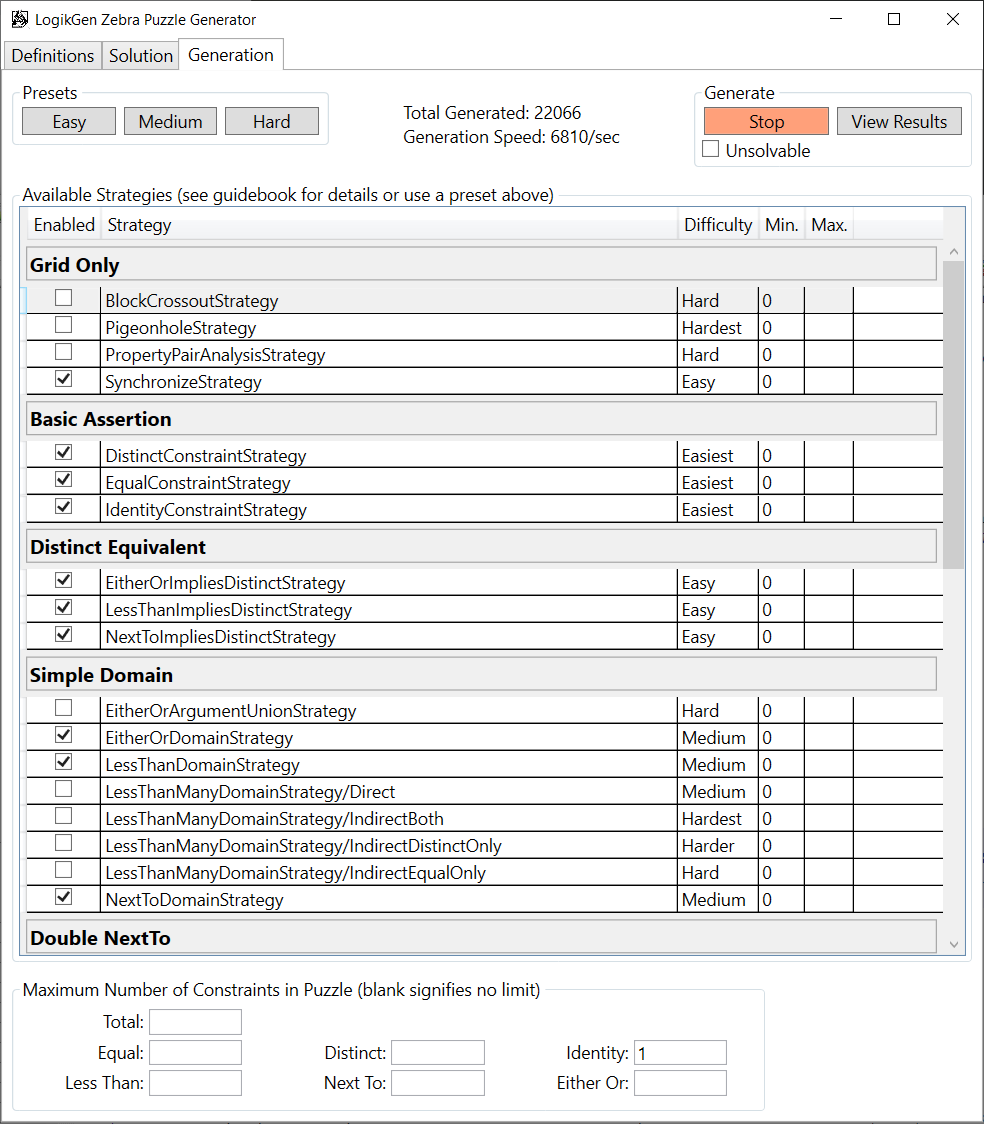 LogikGen Zebra Puzzle Generator
Definitions Solution Generation
Presets
Easy Medium Hard
Total Generated: 22066
Generation Speed: 6810/sec
Generate
Stop View Results
Unsolvable
Available Strategies (see guidebook for details or use a preset above)
Enabled Strategy Difficulty Min. Max.
Grid Only
BlockCrossoutStrategy Hard 0
PigeonholeStrategy Hardest 0
PropertyPairAnalysisStrategy Hard 0
SynchronizeStrategy Easy 0
Basic Assertion
DistinctConstraintStrategy Easiest 0
EqualConstraintStrategy Easiest 0
IdentityConstraintStrategy Easiest 0
Distinct Equivalent
EitherOrImpliesDistinctStrategy Easy 0
LessThanImpliesDistinctStrategy Easy 0
NextToImpliesDistinctStrategy Easy 0
Simple Domain
EitherOrArgumentUnionStrategy Hard 0
EitherOrDomainStrategy Medium 0
LessThanDomainStrategy Medium 0
LessThanManyDomainStrategy/Direct Medium 0
LessThanManyDomainStrategy/IndirectBoth Hardest 0
LessThanManyDomainStrategy/IndirectDistinctOnly Harder 0
LessThanManyDomainStrategy/IndirectEqualOnly Hard 0
NextToDomainStrategy Medium 0
Double NextTo
Maximum Number of Constraints in Puzzle (blank signifies no limit)
Total:
Equal: Distinct: Identity: 1
Less Than: Next To: Either Or: